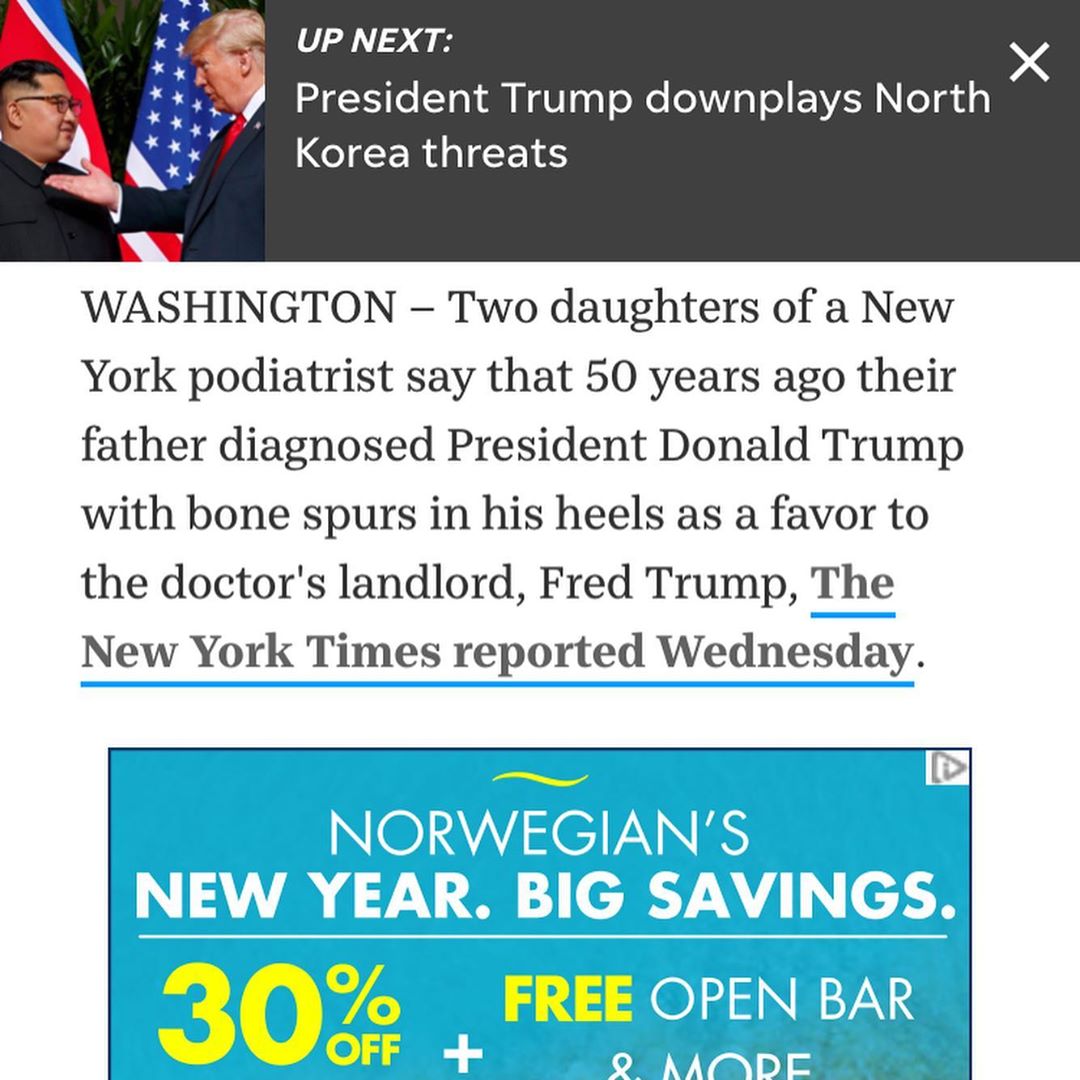 UP NEXT:
President Trump downplays North
Korea threats
WASHINGTON – Two daughters of a New
York podiatrist say that 50 years ago their
father diagnosed President Donald Trump
with bone spurs in his heels as a favor to
the doctor's landlord, Fred Trump, The
New York Times reported Wednesday.
NORWEGIAN'S
NEW YEAR. BIG SAVINGS.
30% OFF + FREE OPEN BAR
& MORE